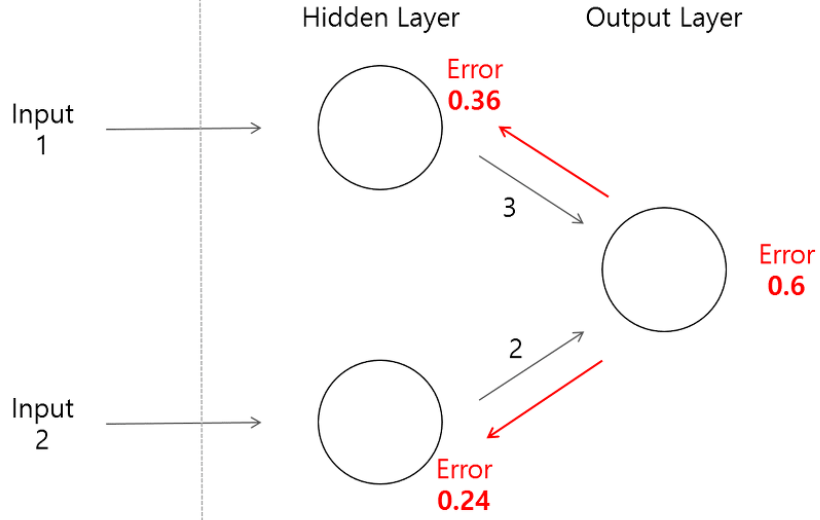 Hidden Layer
Output Layer
Error
0.36
Input
1
3
Error
0.6
2
Input
2
Error
0.24